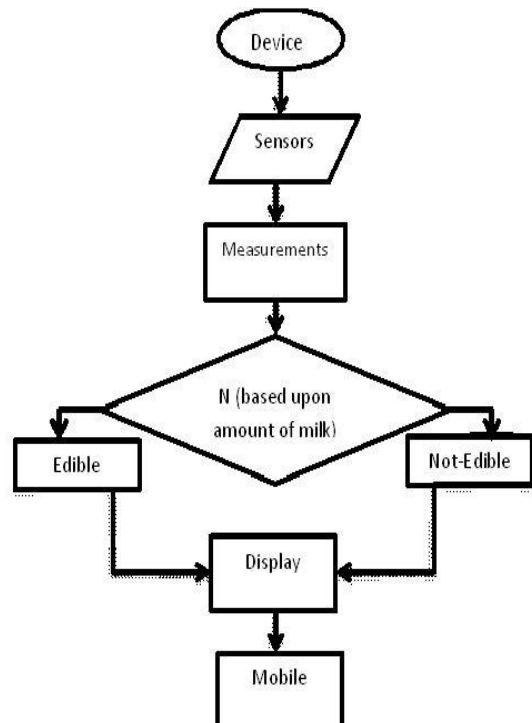 Device
Sensors
Measurements
N (based upon
amount of milk)
Edible
Not-Edible
Display
Mobile